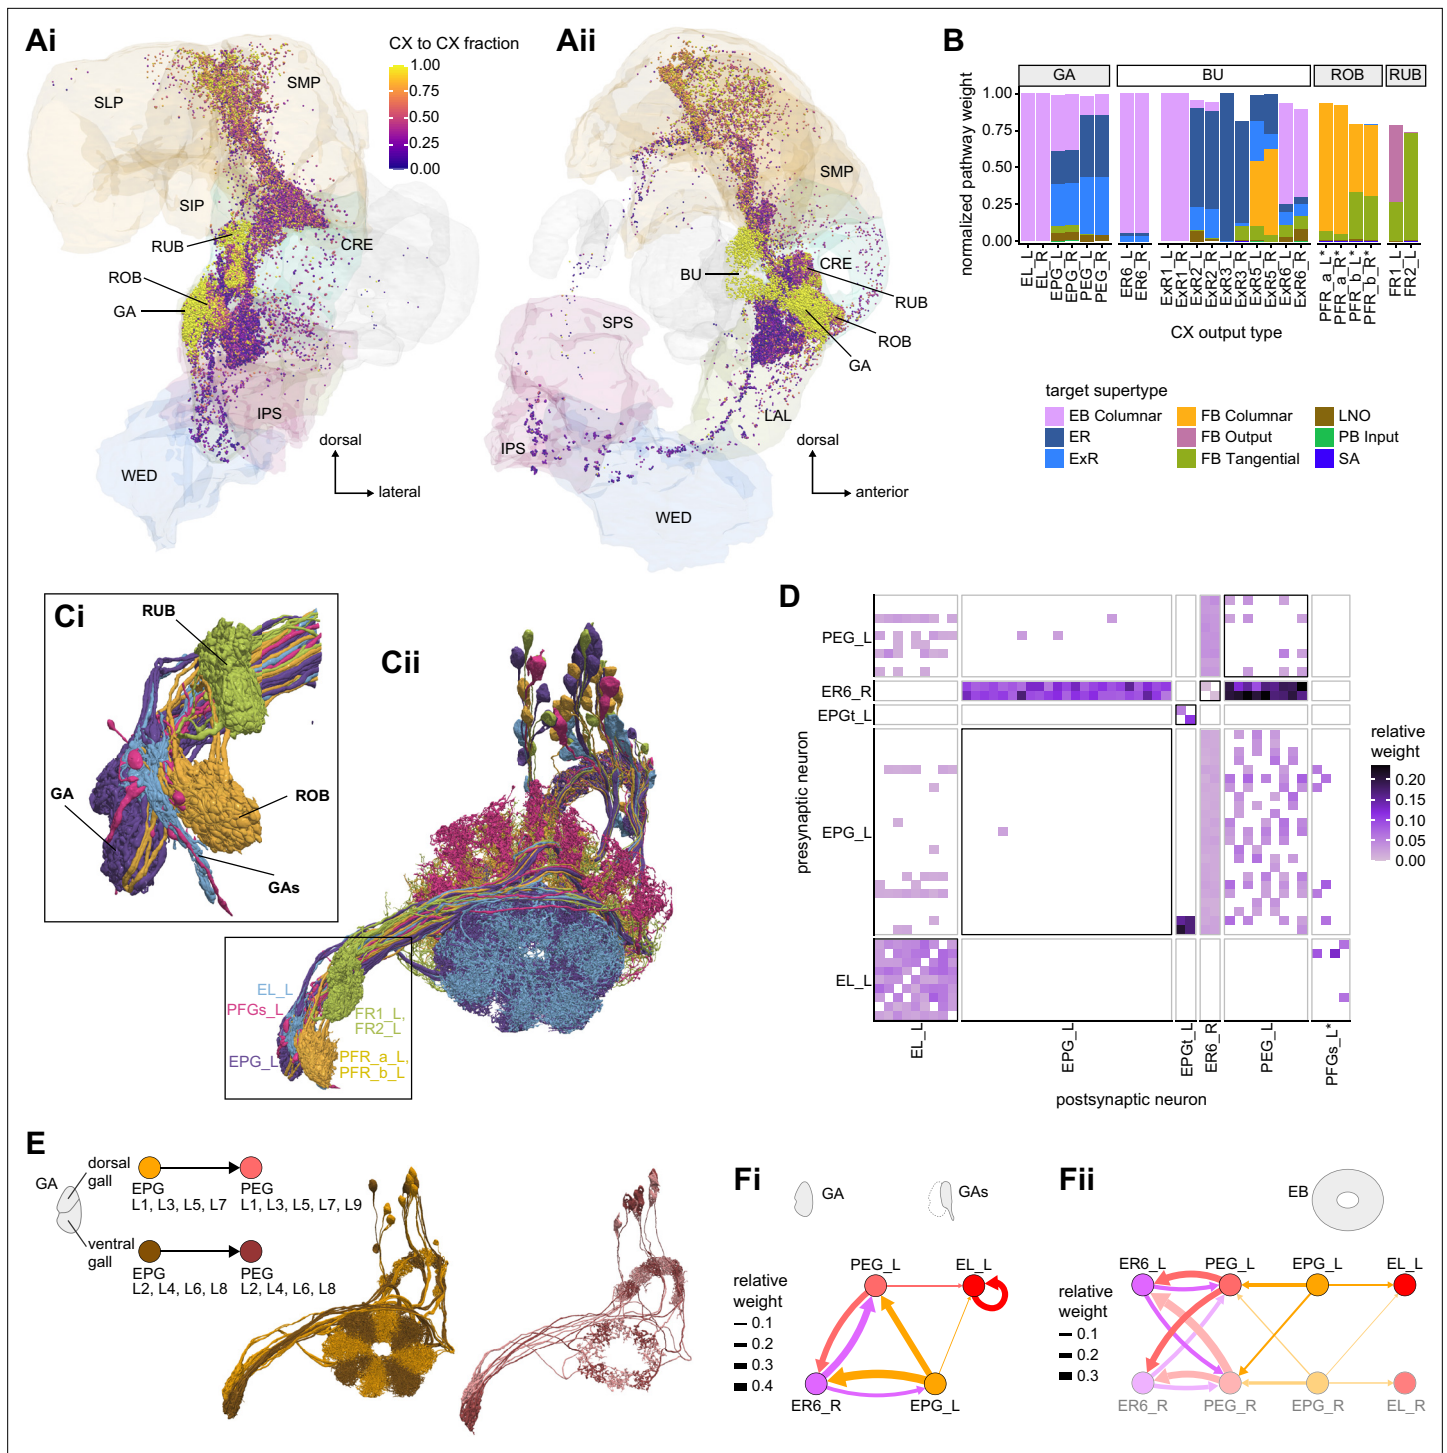 Ai
CX to CX fraction
1.00
0.75
0.50
0.25
0.00
SLP
SMP
SIP
RUB
CRE
ROB
GA
IPS
WED
dorsal
lateral
Aii
SMP
BU
CRE
RUB
SPS
ROB
GA
LAL
IPS
WED
dorsal
anterior
B
GA
BU
ROB
RUB
normalized pathway weight
1.00
0.75
0.50
0.25
0.00
EL_L
EL_R
EPG_L
EPG_R
PEG_L
PEG_R
ER6_L
ER6_R
ExR1_L
ExR1_R
ExR2_L
ExR2_R
ExR3_L
ExR3_R
ExR5_L
ExR5_R
ExR6_L
ExR6_R
PFR_a_L*
PFR_a_R*
PFR_b_L*
PFR_b_R*
FR1_L
FR2_L
CX output type
target supertype
EB Columnar
FB Columnar
LNO
ER
FB Output
PB Input
ExR
FB Tangential
SA
Ci
RUB
GA
ROB
GAs
Cii
EL_L
PFGs_L
EPG_L
FR1_L,
FR2_L
PFR_a_L,
PFR_b_L
D
presynaptic neuron
PEG_L
ER6_R
EPGt_L
EPG_L
EL_L
EL_L
EPG_L
EPGt_L
ER6_R
PEG_L
PFGs_L*
postsynaptic neuron
relative
weight
0.20
0.15
0.10
0.05
0.00
E
GA
dorsal
gall
ventral
gall
EPG
L1, L3, L5, L7
PEG
L1, L3, L5, L7, L9
EPG
L2, L4, L6, L8
PEG
L2, L4, L6, L8
Fi
GA
GAs
relative
weight
0.1
0.2
0.3
0.4
PEG_L
EL_L
ER6_R
EPG_L
Fii
EB
relative
weight
0.1
0.2
0.3
ER6_L
PEG_L
EPG_L
EL_L
ER6_R
PEG_R
EPG_R
EL_R